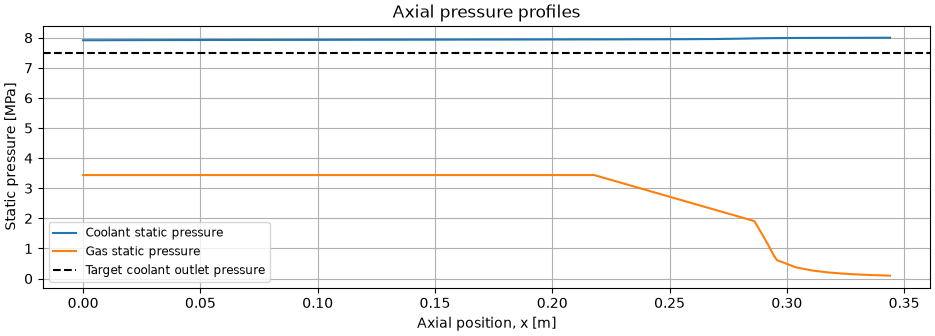 Axial pressure profiles
Static pressure [MPa]
8
7
6
5
4
3
2
1
0
Coolant static pressure
Gas static pressure
Target coolant outlet pressure
0.00 0.05 0.10 0.15 0.20 0.25 0.30 0.35
Axial position, x [m]